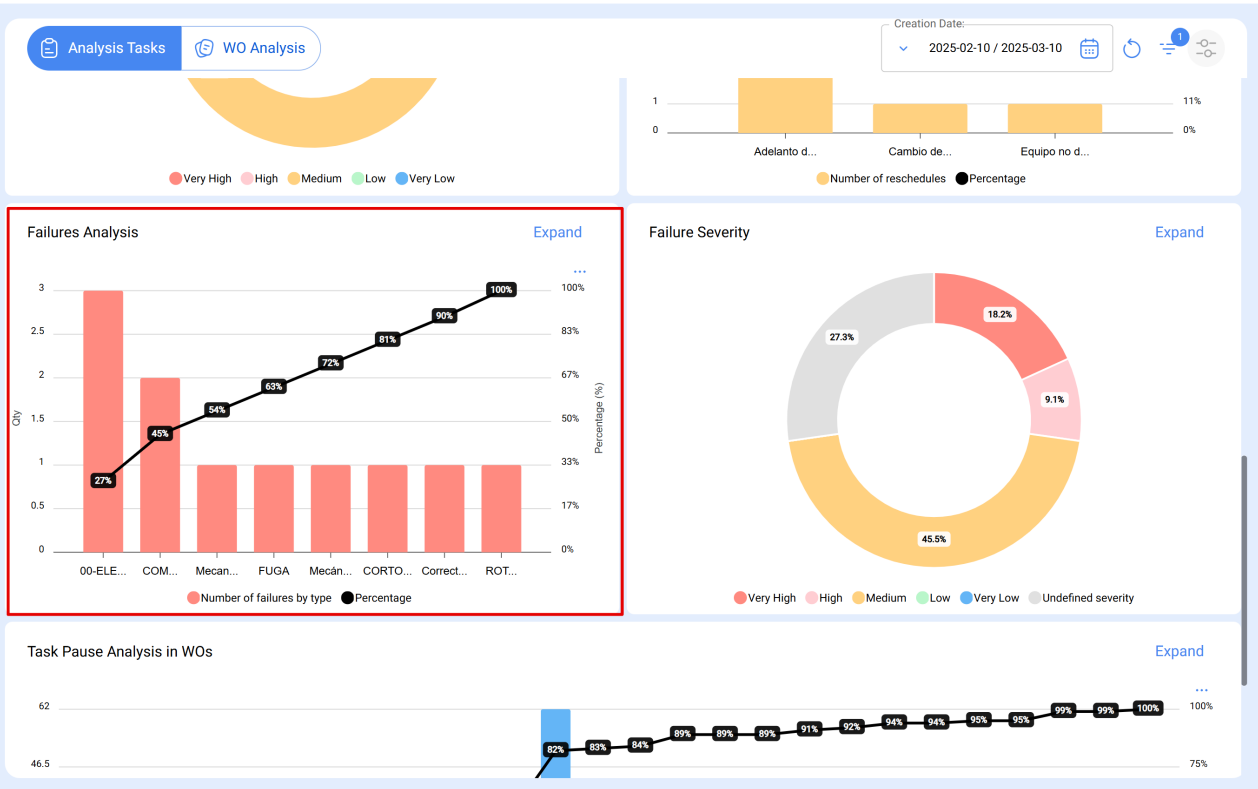 Analysis Tasks
WO Analysis
Creation Date:
2025-02-10 / 2025-03-10
1
Very High High Medium Low Very Low
1
0
11%
0%
Adelanto d... Cambio de... Equipo no d...
Number of reschedules Percentage
Failures Analysis
Expand
...
3
2.5
2
1.5
1
0.5
0
Qty
27% 45% 54% 63% 72% 81% 90% 100%
100%
83%
67%
50%
33%
17%
0%
Percentage (%)
00-ELE... COM... Mecan... FUGA Mecán... CORTO... Correct... ROT...
Number of failures by type Percentage
Failure Severity
Expand
18.2%
9.1%
45.5%
27.3%
Very High High Medium Low Very Low Undefined severity
Task Pause Analysis in WOs
Expand
...
62
46.5
82% 83% 84% 89% 89% 89% 91% 92% 94% 94% 95% 95% 99% 99% 100%
100%
75%